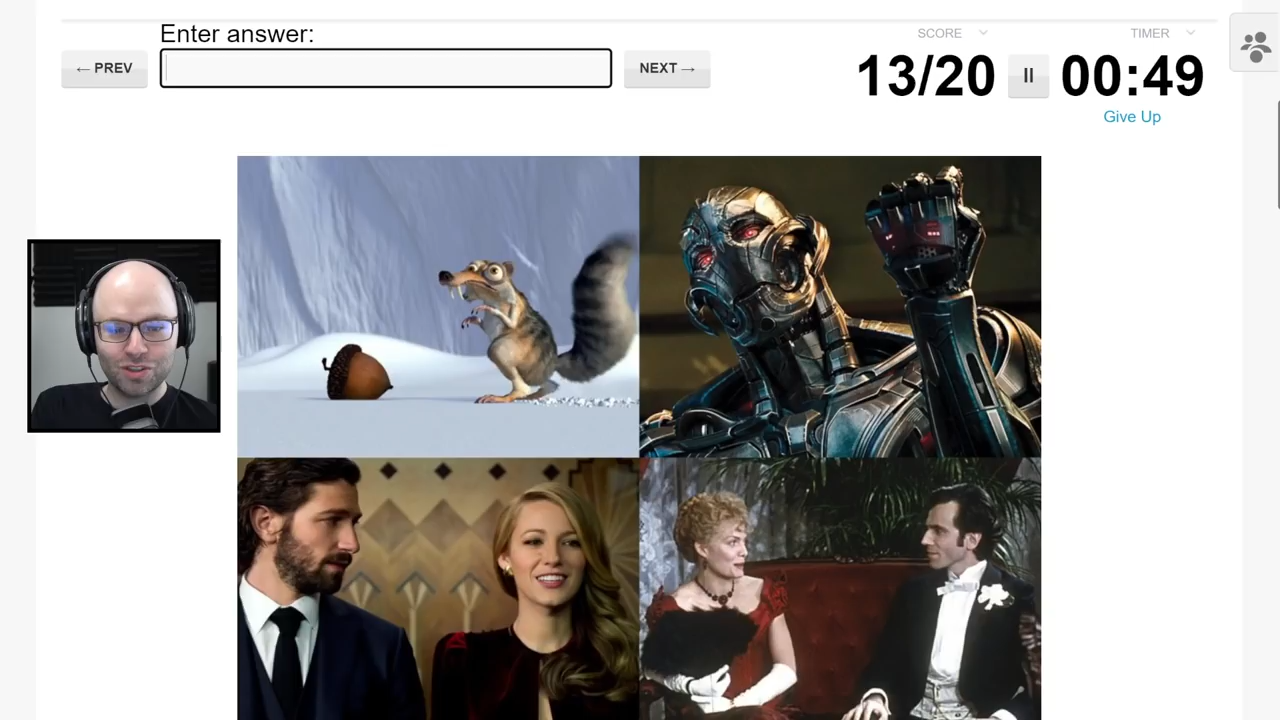 Enter answer:
← PREV
NEXT →
SCORE
13/20
TIMER
00:49
Give Up